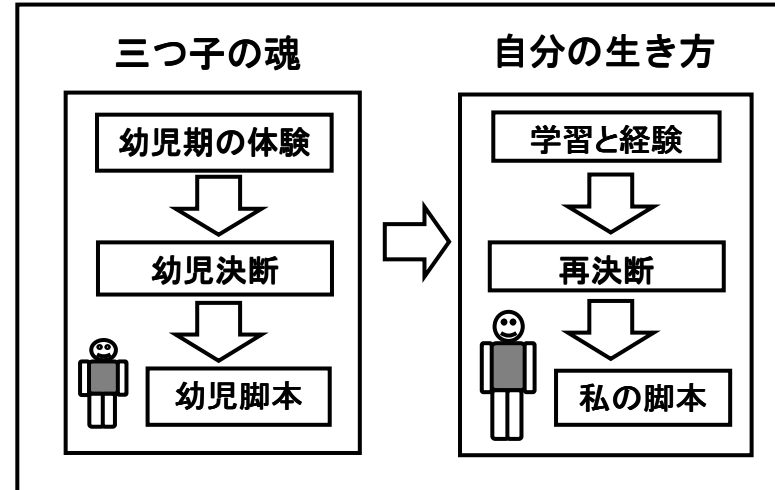 三つ子の魂
幼児期の体験
幼児決断
幼児脚本
自分の生き方
学習と経験
再決断
私の脚本